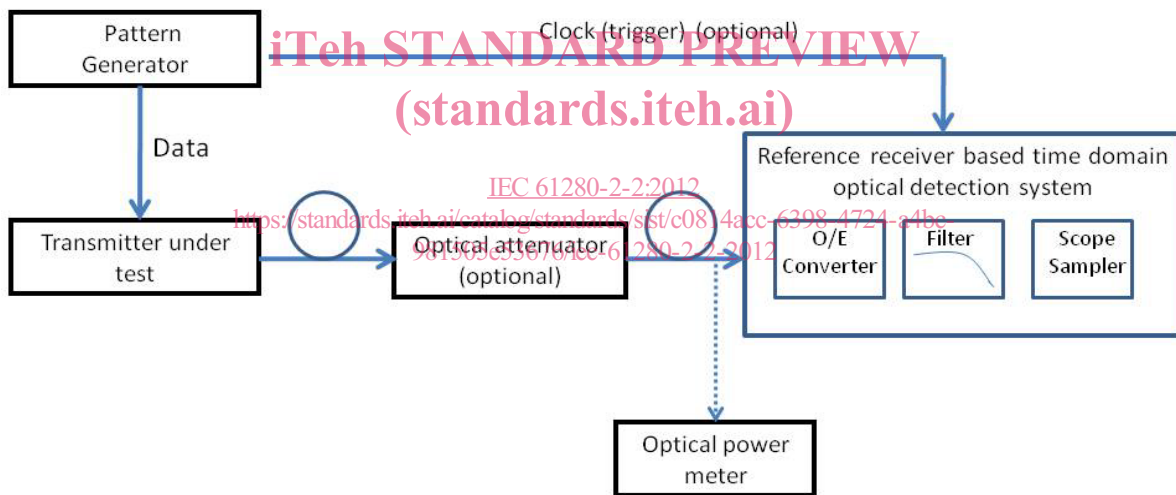 Pattern
Generator
Clock (trigger) (optional)
iTeh STANDARD PREVIEW
(standards.iteh.ai)
Data
Reference receiver based time domain
optical detection system
IEC 61280-2-2:2012
Transmitter under
test
Optical attenuator
(optional)
O/E
Converter
Filter
Scope
Sampler
Optical power
meter